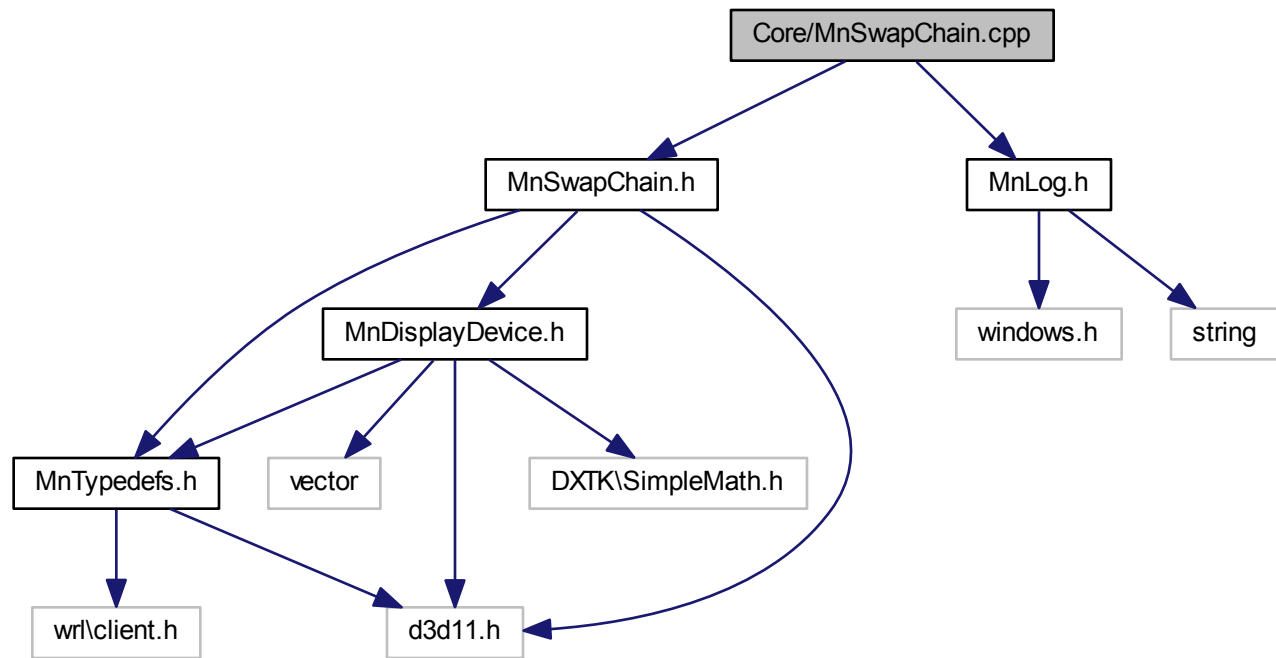 Core/MnSwapChain.cpp
MnSwapChain.h
MnLog.h
MnDisplayDevice.h
windows.h
string
MnTypedefs.h
vector
DXTK\SimpleMath.h
wrl\client.h
d3d11.h